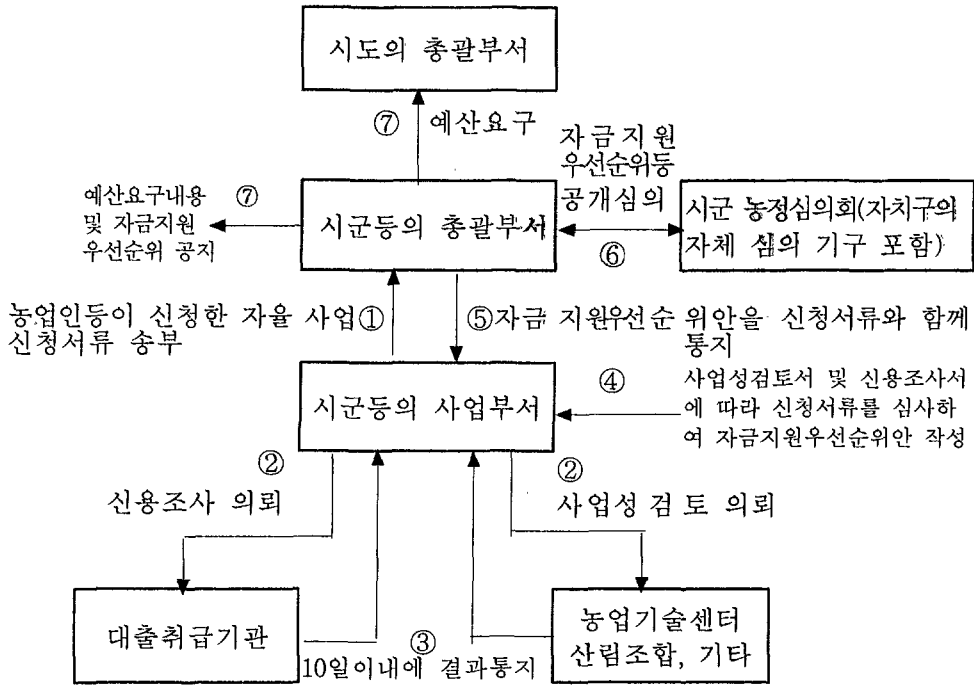 시도의 총괄부서
⑦ 예산요구
자금지원
우선순위등
공개심의
예산요구내용 ⑦
및 자금지원
우선순위 공지
시군등의 총괄부서
⑥
시군 농정심의회(자치구의
자체 심의 기구 포함)
농업인등이 신청한 자율 사업①
신청서류 송부
⑤자금 지원우선순 위안을 신청서류와 함께
통지
시군등의 사업부서
④
사업성검토서 및 신용조사서
에 따라 신청서류를 심사하
여 자금지원우선순위안 작성
②
신용조사 의뢰
②
사업성 검토 의뢰
대출취급기관
③
10일이내에 결과통지
농업기술센터
산림조합, 기타